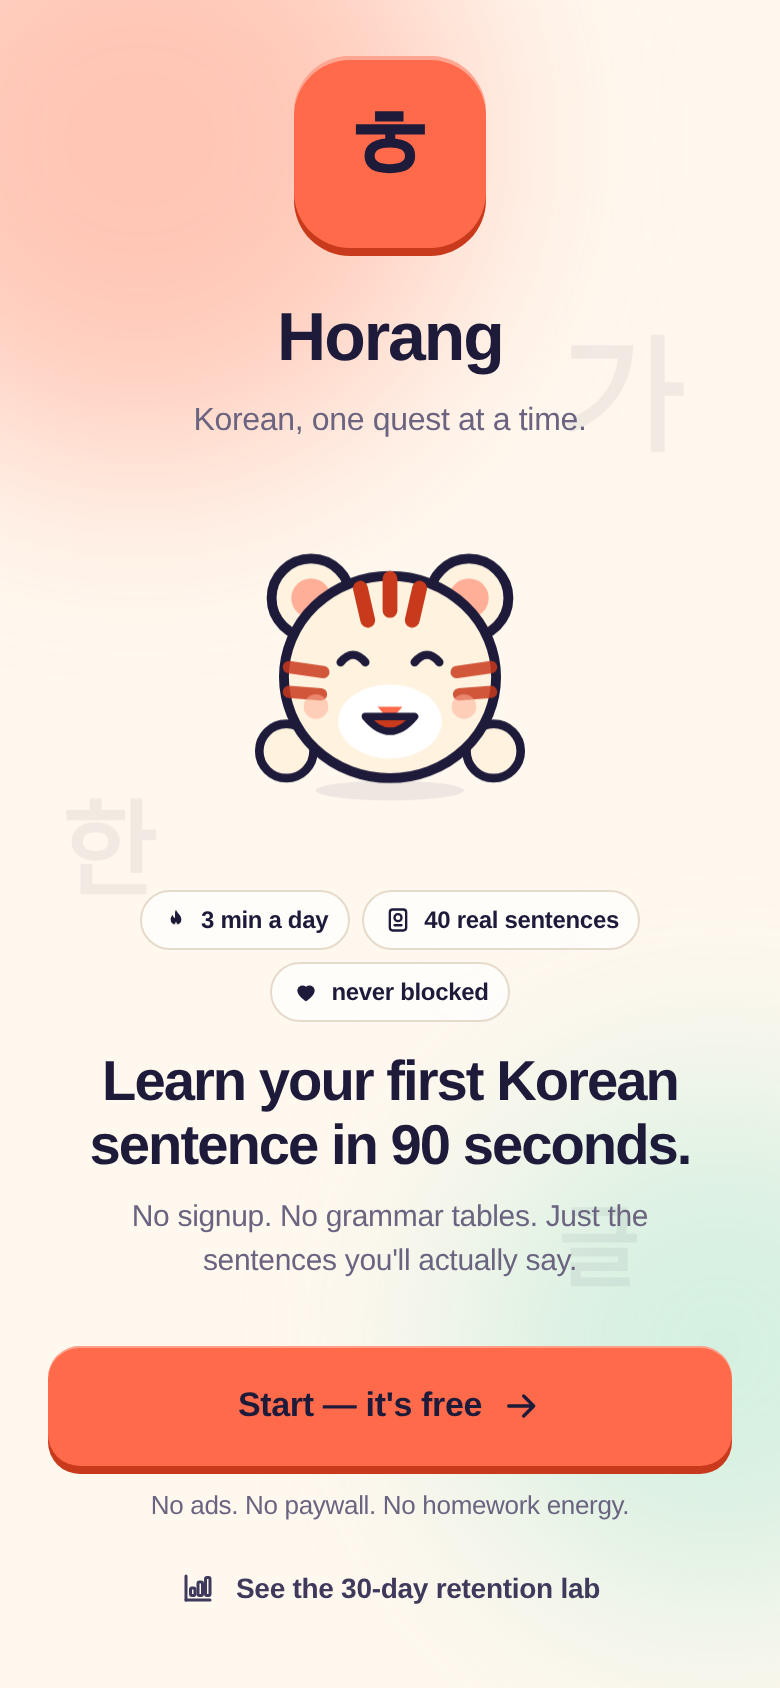 ㅎ
Horang
가
Korean, one quest at a time.
한
3 min a day
40 real sentences
never blocked
Learn your first Korean
sentence in 90 seconds.
No signup. No grammar tables. Just the
글
sentences you'll actually say.
Start — it's free →
No ads. No paywall. No homework energy.
See the 30-day retention lab